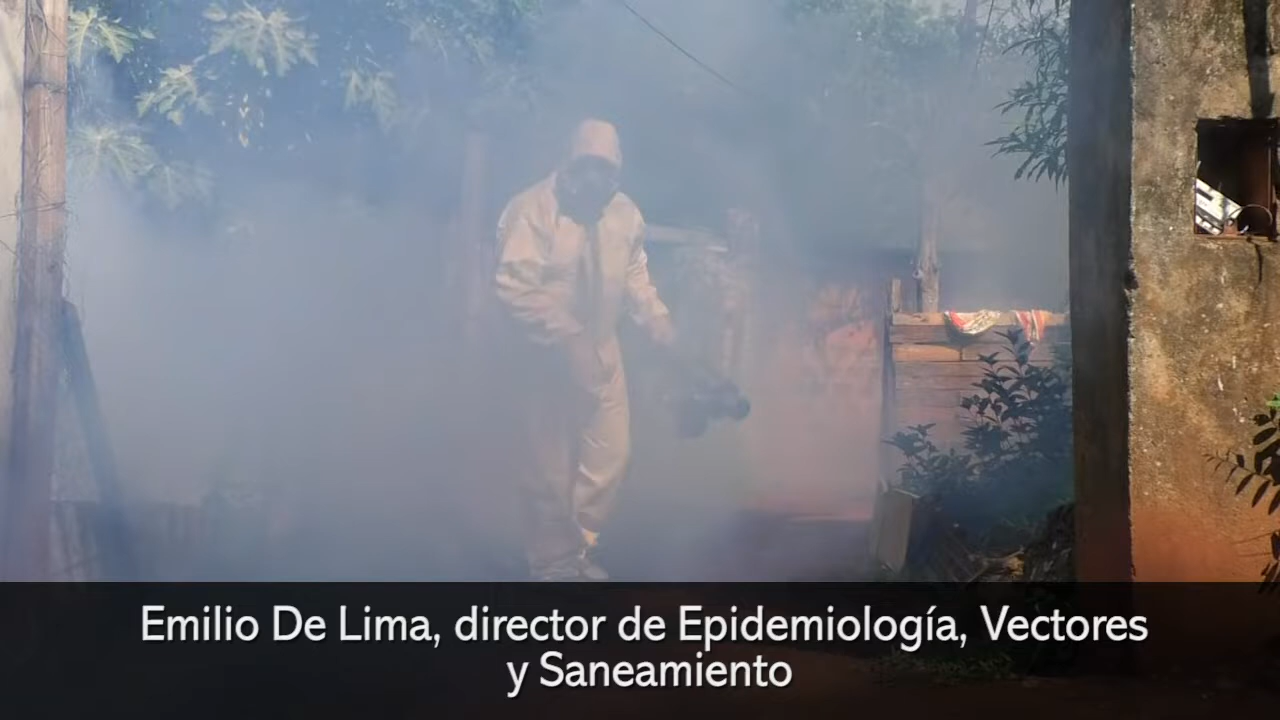 Emilio De Lima, director de Epidemiología, Vectores
y Saneamiento